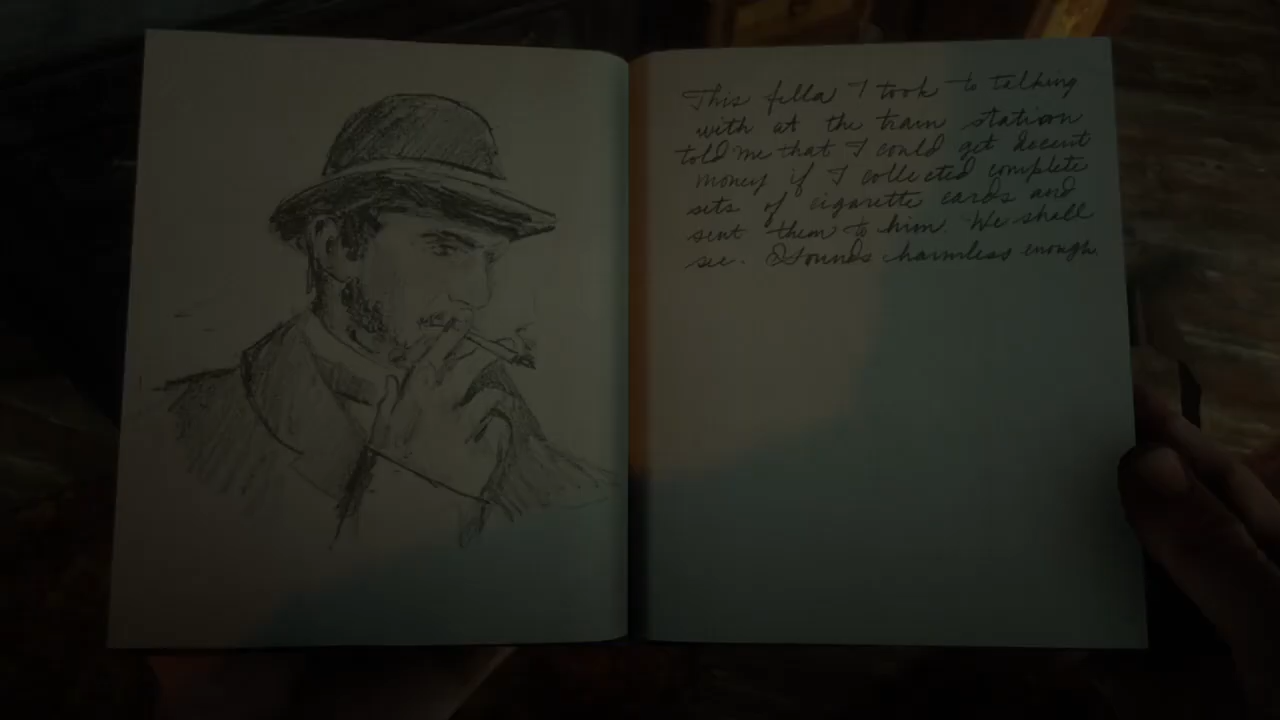 This fella I took to talking
with at the train station
told me that I could get decent
money if I collected complete
sets of cigarette cards and
sent them to him. We shall
see. Sounds harmless enough.